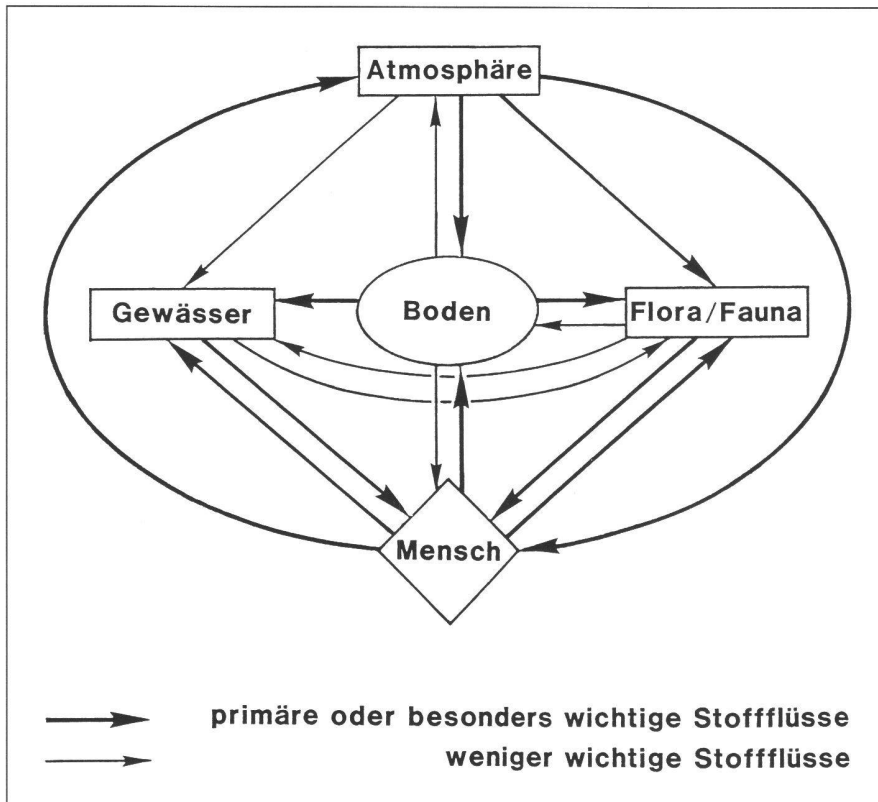 Atmosphäre
Gewässer
Boden
Flora/Fauna
Mensch
primäre oder besonders wichtige Stoffflüsse
weniger wichtige Stoffflüsse